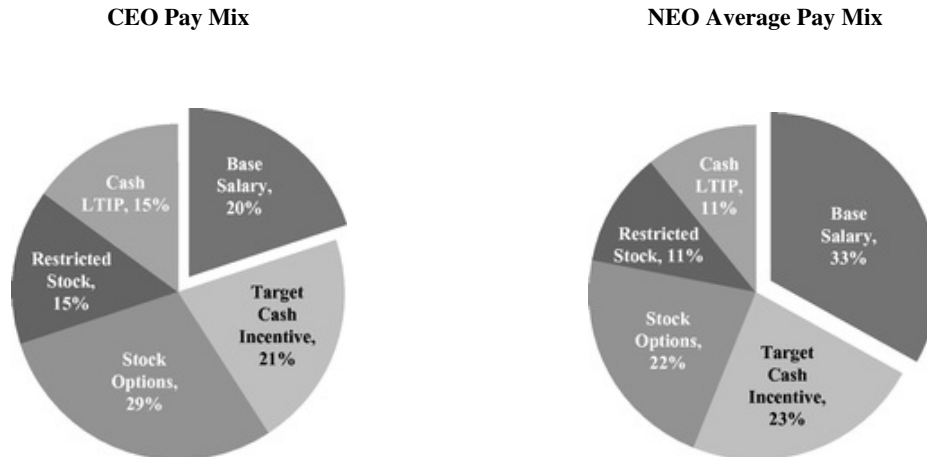 CEO Pay Mix
Base
Salary,
20%
Target
Cash
Incentive,
21%
Stock
Options,
29%
Restricted
Stock,
15%
Cash
LTIP, 15%
NEO Average Pay Mix
Base
Salary,
33%
Target
Cash
Incentive,
23%
Stock
Options,
22%
Restricted
Stock, 11%
Cash
LTIP,
11%